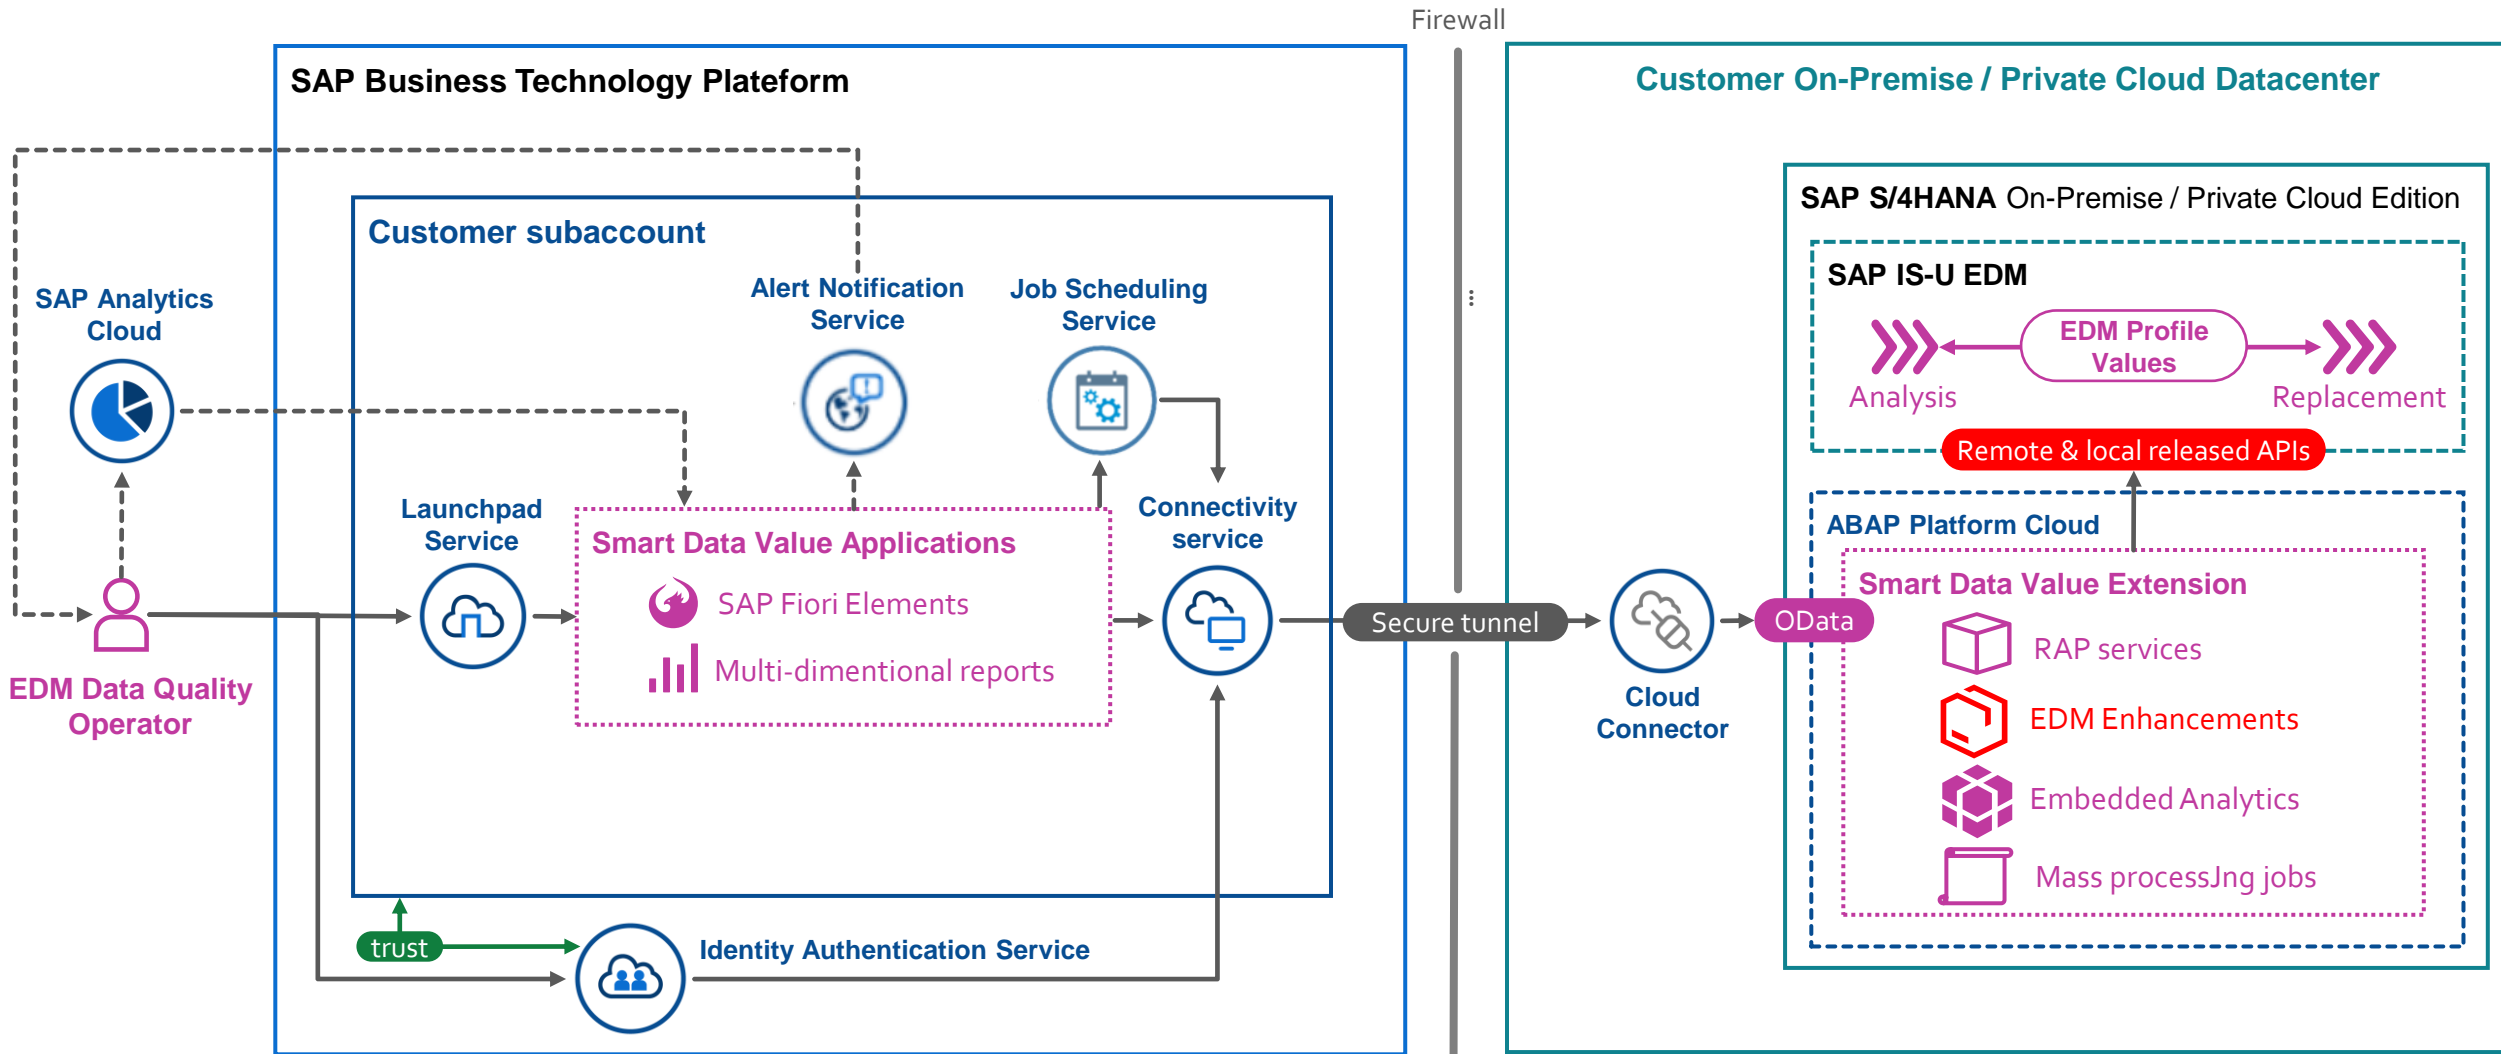 Firewall
SAP Business Technology Plateform
Customer On-Premise / Private Cloud Datacenter
SAP S/4HANA On-Premise / Private Cloud Edition
Customer subaccount
SAP IS-U EDM
SAP Analytics
Cloud
Alert Notification
Service
Job Scheduling
Service
EDM Profile
Values
Analysis
Replacement
Remote & local released APIs
Launchpad
Service
Connectivity
service
ABAP Platform Cloud
Smart Data Value Applications
SAP Fiori Elements
Multi-dimentional reports
Smart Data Value Extension
Secure tunnel
OData
RAP services
EDM Data Quality
Operator
Cloud
Connector
EDM Enhancements
Embedded Analytics
Mass processJng jobs
trust
Identity Authentication Service